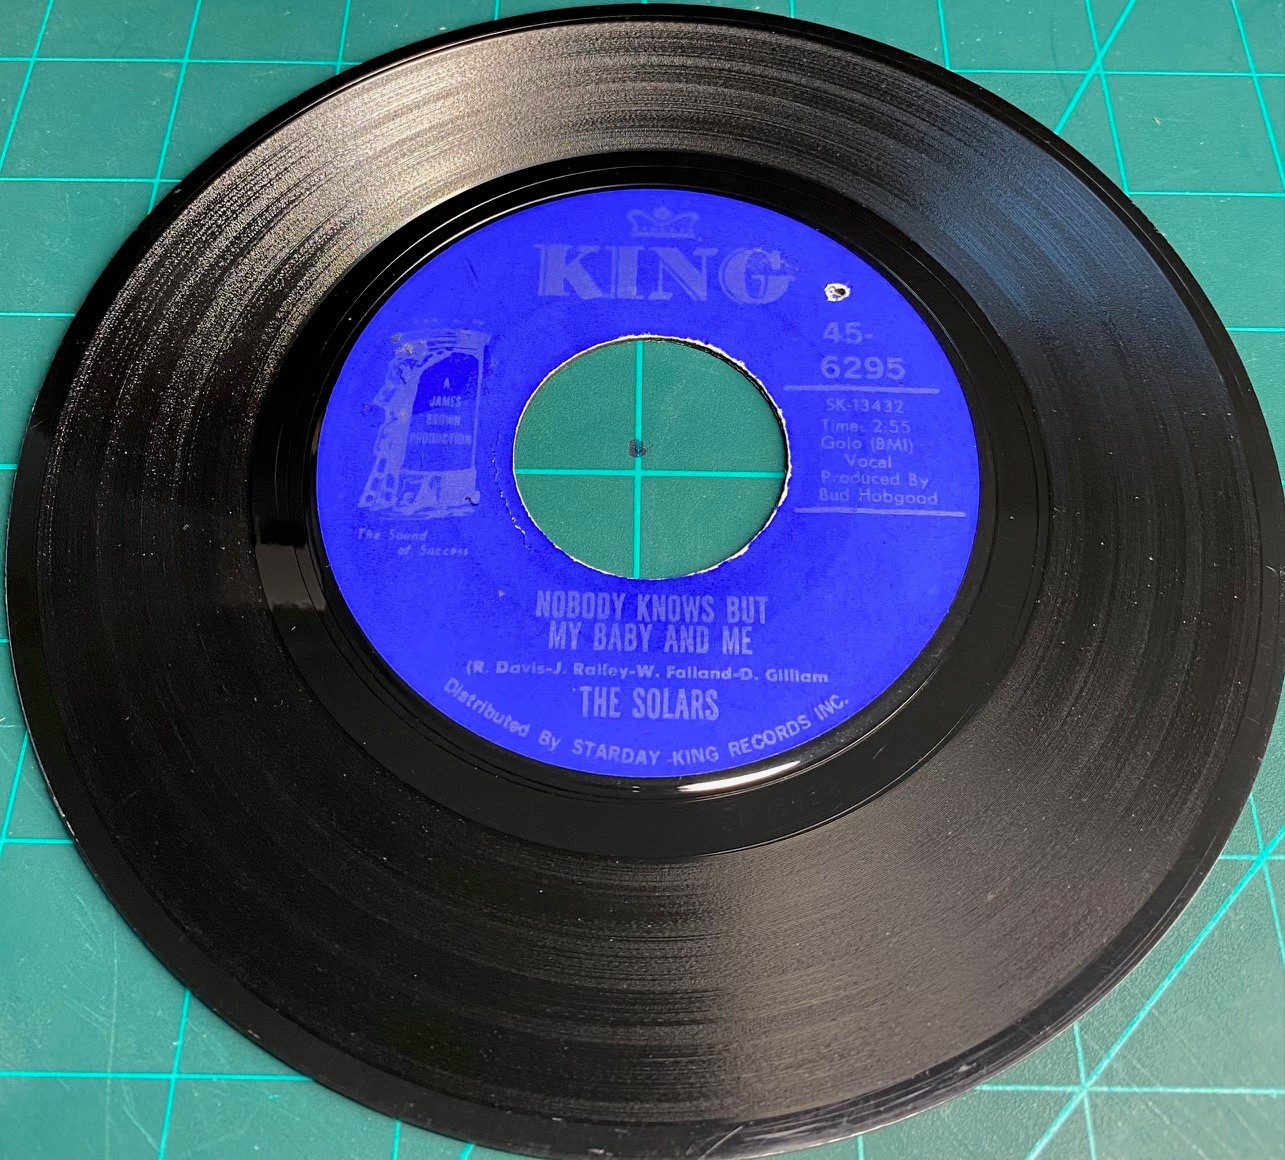 KING
45-
6295
SK-13432
Time: 2:55
Golo (BMI)
Vocal
Produced By
Bud Hobgood
A
JAMES
BROWN
PRODUCTION
The Sound
of Success
NOBODY KNOWS BUT
MY BABY AND ME
(R. Davis-J. Railey-W. Falland-D. Gilliam
THE SOLARS
Distributed By STARDAY-KING RECORDS INC.